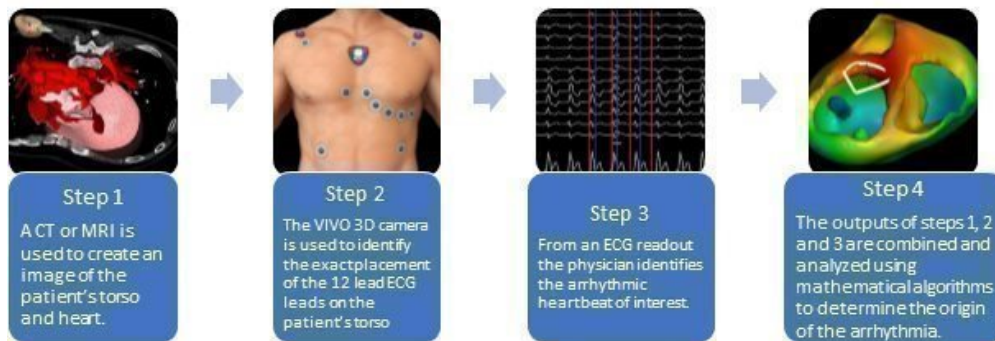 Step 1
A CT or MRI is
used to create an
image of the
patient's torso
and heart.
Step 2
The VIVO 3D camera
is used to identify
the exactplacement
of the 12 lead ECG
leads on the
patient's torso
Step 3
From an ECG readout
the physician identifies
the arrhythmic
heartbeat of interest.
Step 4
The outputs of steps 1, 2
and 3 are combined and
analyzed using
mathematical algorithms
to determine the origin
of the arrhythmia.